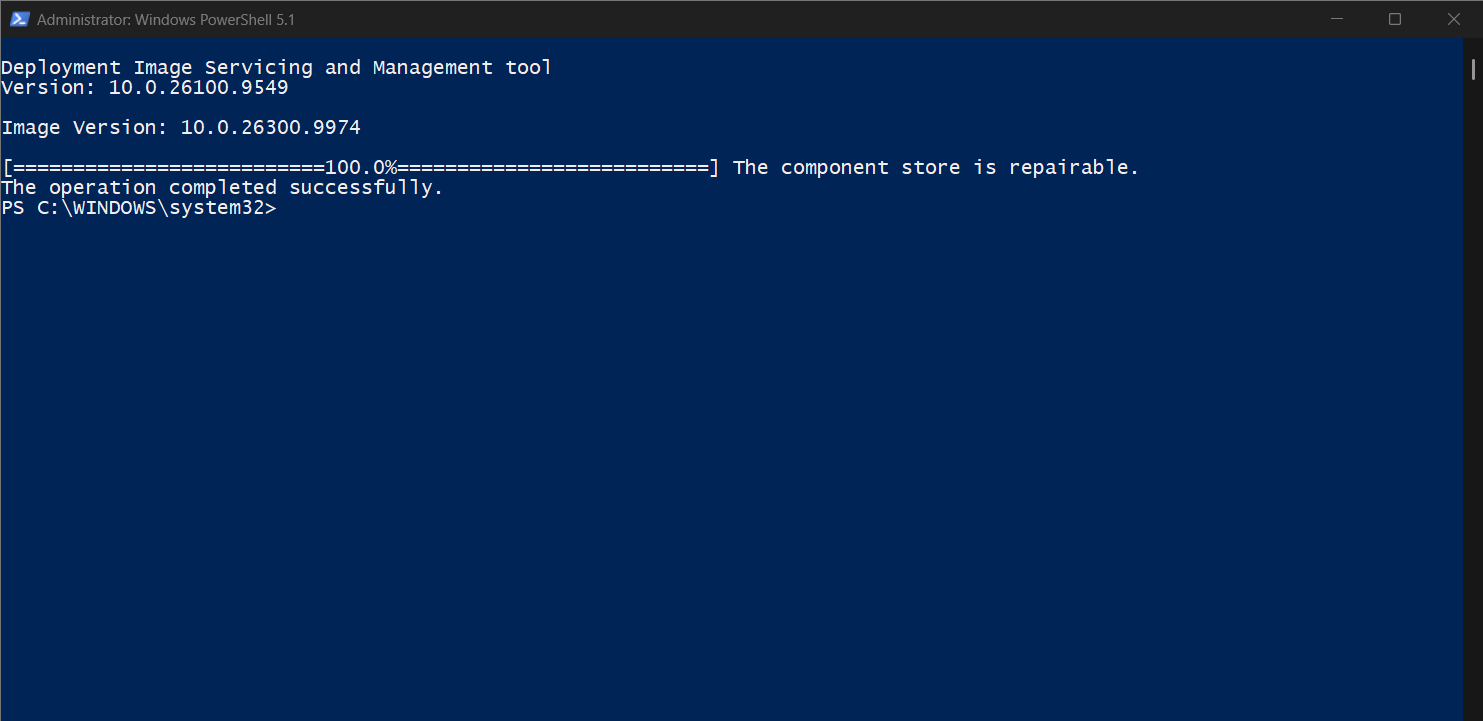 Administrator: Windows PowerShell 5.1
Deployment Image Servicing and Management tool
Version: 10.0.26100.9549
Image Version: 10.0.26300.9974
[==========================100.0%==========================] The component store is repairable.
The operation completed successfully.
PS C:\WINDOWS\system32>